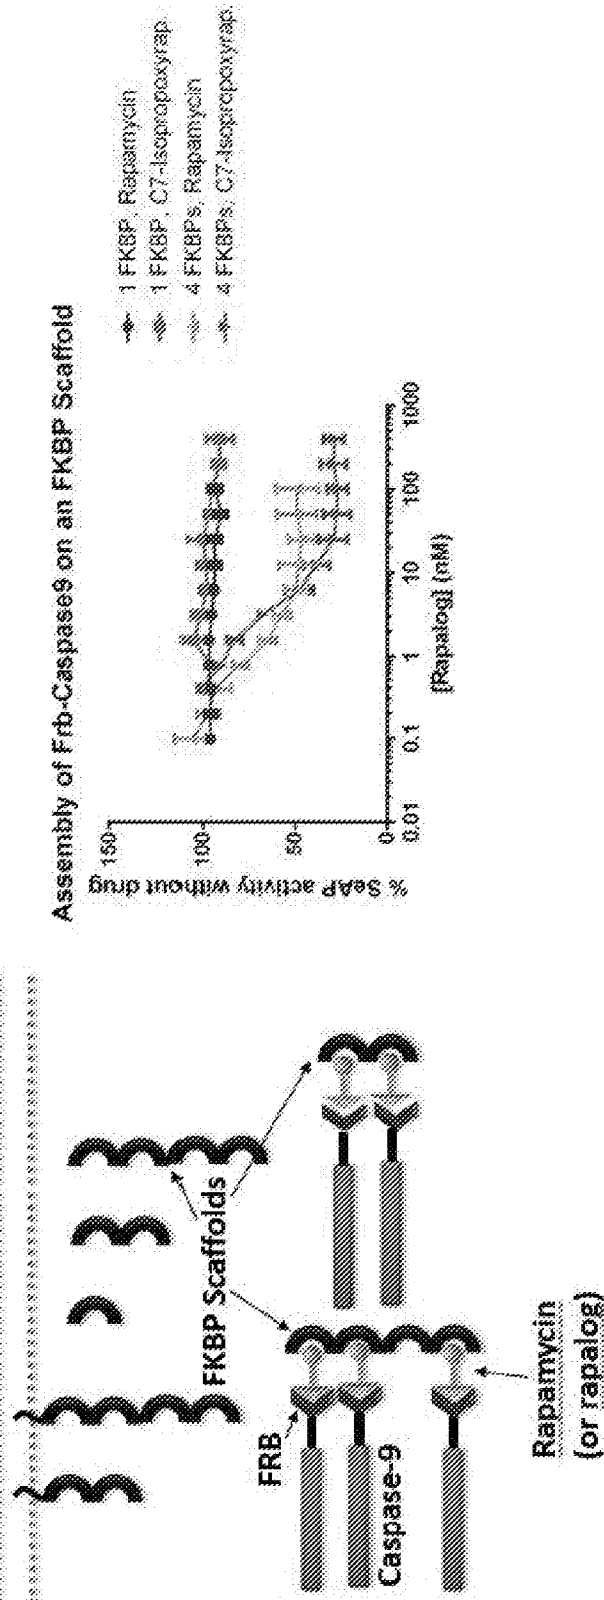 FKBP Scaffolds
FRB
Caspase-9
Rapamycin
(or rapalog)
Assembly of Frb-Caspase9 on an FKBP Scaffold
1 FKBP, Rapamycin
1 FKBP, C7-Isopropoxyrap.
4 FKBPs, Rapamycin
4 FKBPs, C7-Isopropoxyrap.
% SeAP activity without drug
150
100
50
0
0.01
0.1
1
10
100
1000
[Rapalog] (nM)